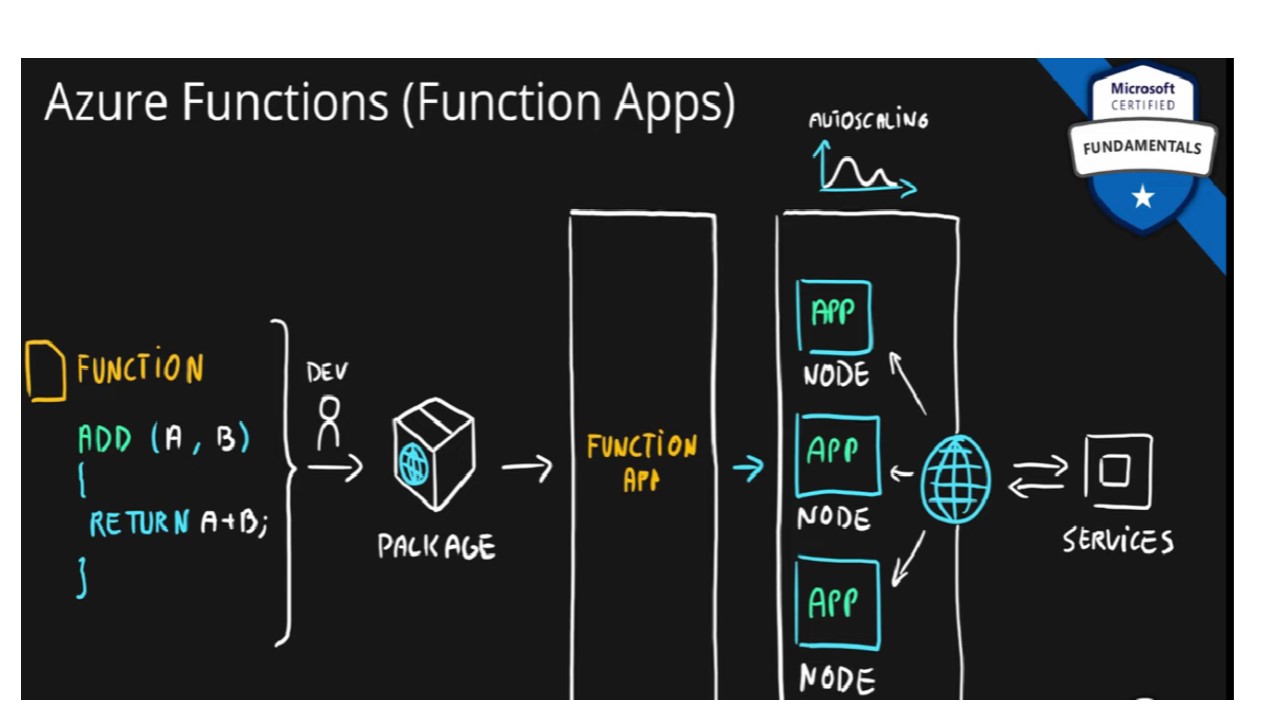 Azure Functions (Function Apps)
Microsoft
CERTIFIED
FUNDAMENTALS
AUTOSCALING
FUNCTION
ADD (A, B)
{
RETURN A+B;
}
DEV
PACKAGE
FUNCTION
APP
APP
NODE
APP
NODE
APP
NODE
SERVICES